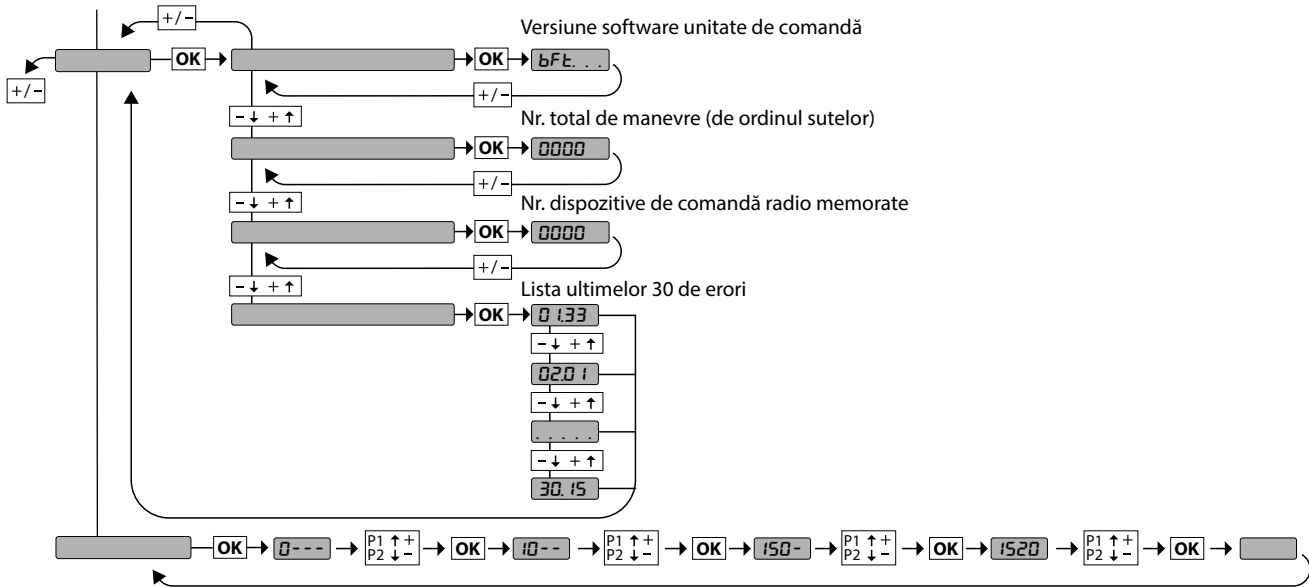 +/-
Versiune software unitate de comandă
OK
OK
bFt. . .
+/-
+/-
- ↓ + ↑
Nr. total de manevre (de ordinul sutelor)
OK
0000
+/-
- ↓ + ↑
Nr. dispozitive de comandă radio memorate
OK
0000
+/-
- ↓ + ↑
Lista ultimelor 30 de erori
OK
01.33
- ↓ + ↑
02.01
- ↓ + ↑
. . . . .
- ↓ + ↑
30.15
OK
0---
P1 ↑ +
P2 ↓ -
OK
10--
P1 ↑ +
P2 ↓ -
OK
150-
P1 ↑ +
P2 ↓ -
OK
1520
P1 ↑ +
P2 ↓ -
OK